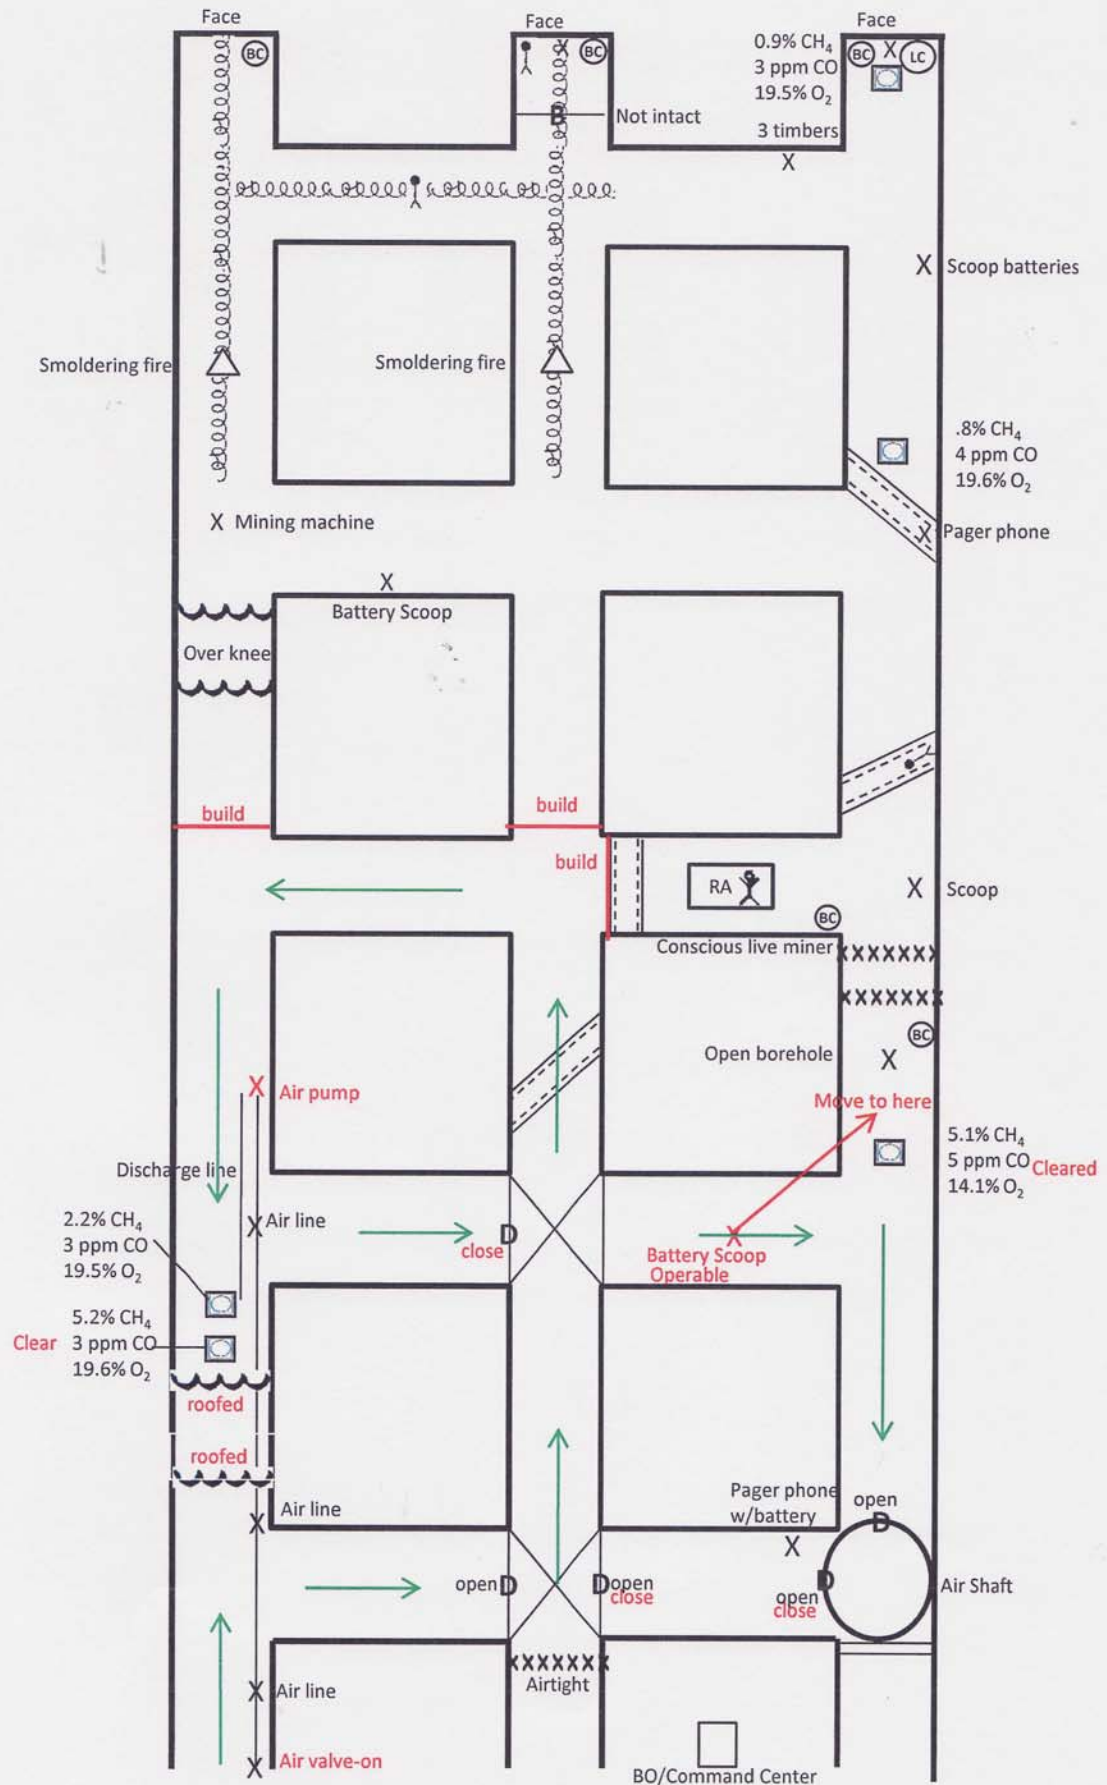 Face
Face
Face
BC
X
BC
0.9% CH₄
3 ppm CO
19.5% O₂
BC
X
LC
B
Not intact
3 timbers
X
X
Scoop batteries
Smoldering fire
Smoldering fire
.8% CH₄
4 ppm CO
19.6% O₂
X
Mining machine
X
Pager phone
X
Battery Scoop
Over knee
build
build
build
RA
X
Scoop
BC
Conscious live miner
XXXXXXX
XXXXXXX
BC
Open borehole
X
X
Air pump
Move to here
5.1% CH₄
5 ppm CO
14.1% O₂
Cleared
Discharge line
2.2% CH₄
3 ppm CO
19.5% O₂
X
Air line
D
close
X
Battery Scoop
Operable
5.2% CH₄
3 ppm CO
19.6% O₂
Clear
roofed
roofed
Pager phone
w/battery
X
open
D
X
Air line
open
D
D
open
close
D
open
close
Air Shaft
XXXXXXX
Airtight
X
Air line
X
Air valve-on
BO/Command Center